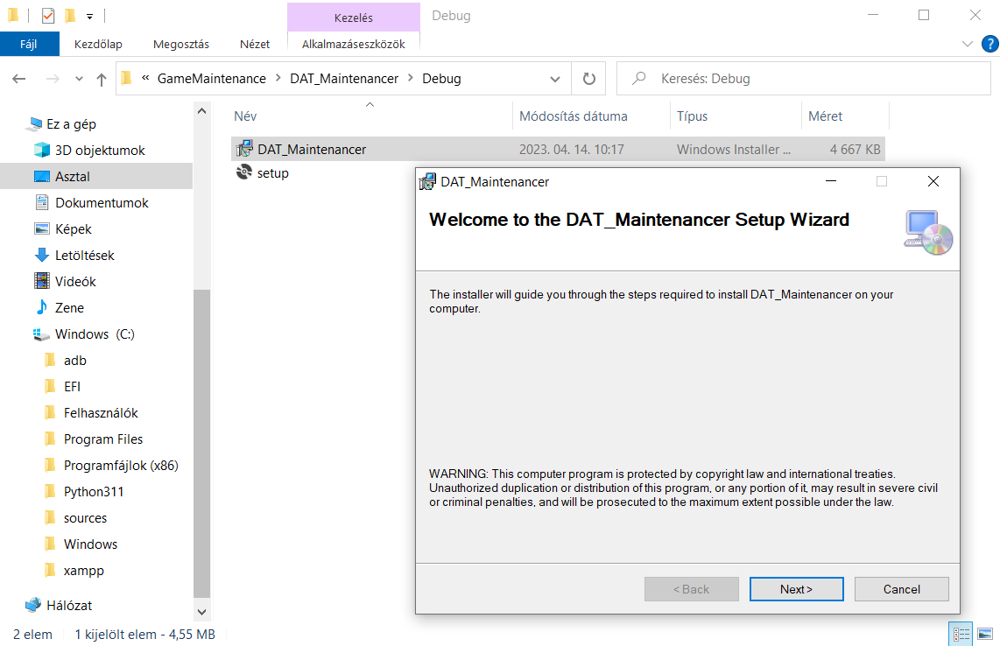 Kezelés
Debug
Fájl
Kezdőlap
Megosztás
Nézet
Alkalmazáseszközök
?
« GameMaintenance > DAT_Maintenancer > Debug
Keresés: Debug
Ez a gép
3D objektumok
Asztal
Dokumentumok
Képek
Letöltések
Videók
Zene
Windows (C:)
adb
EFI
Felhasználók
Program Files
Programfájlok (x86)
Python311
sources
Windows
xampp
Hálózat
Név
Módosítás dátuma
Típus
Méret
DAT_Maintenancer
2023. 04. 14. 10:17
Windows Installer ...
4 667 KB
setup
DAT_Maintenancer
Welcome to the DAT_Maintenancer Setup Wizard
The installer will guide you through the steps required to install DAT_Maintenancer on your
computer.
WARNING: This computer program is protected by copyright law and international treaties.
Unauthorized duplication or distribution of this program, or any portion of it, may result in severe civil
or criminal penalties, and will be prosecuted to the maximum extent possible under the law.
< Back
Next >
Cancel
2 elem
1 kijelölt elem - 4,55 MB